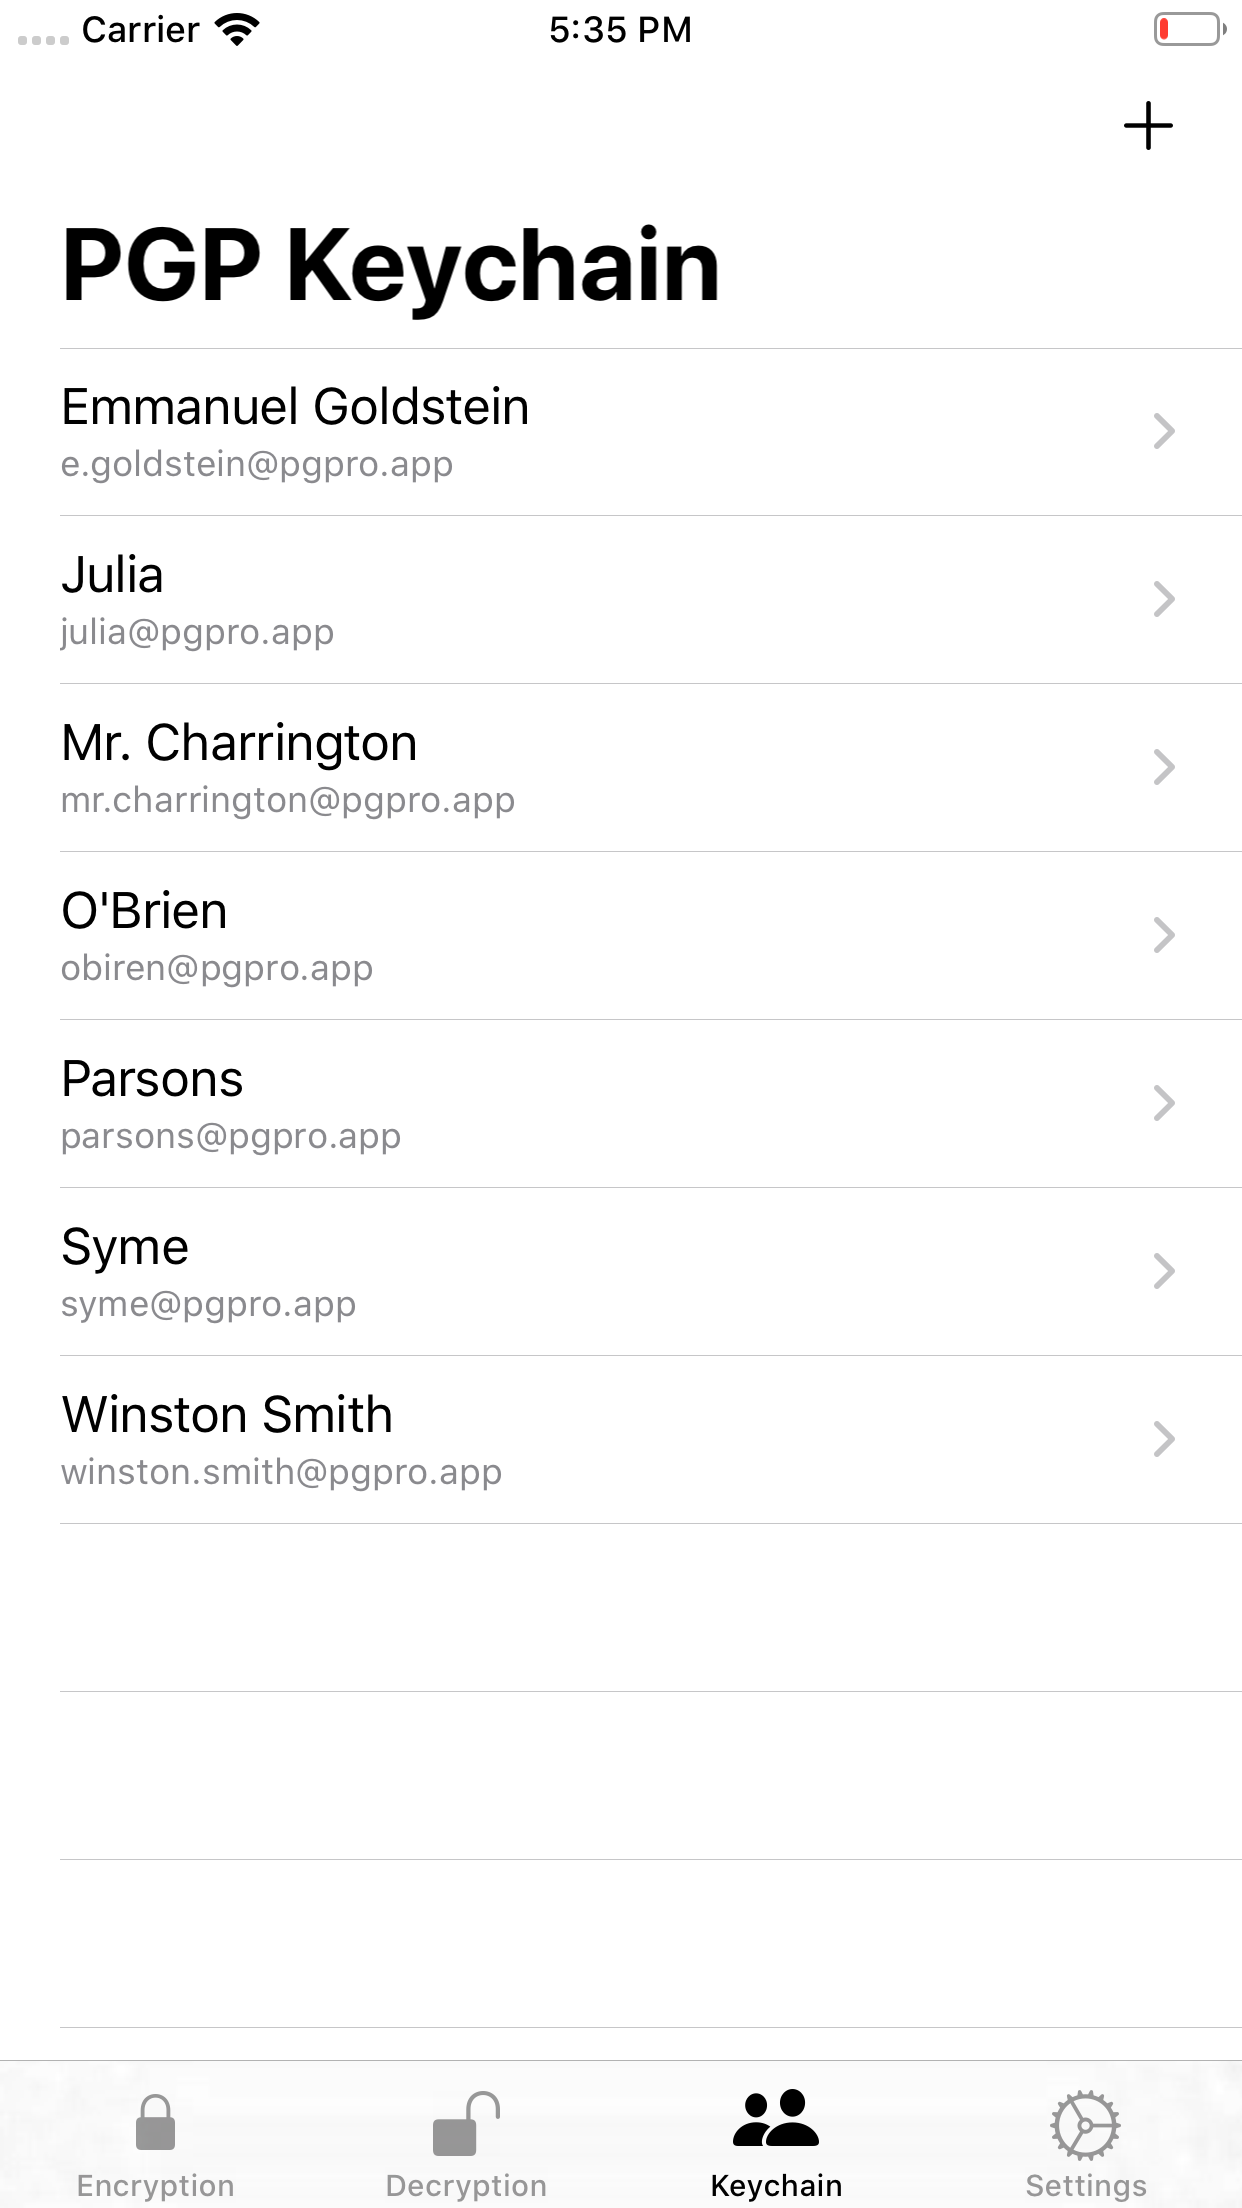 Carrier 5:35 PM
PGP Keychain
Emmanuel Goldstein
e.goldstein@pgpro.app
Julia
julia@pgpro.app
Mr. Charrington
mr.charrington@pgpro.app
O'Brien
obiren@pgpro.app
Parsons
parsons@pgpro.app
Syme
syme@pgpro.app
Winston Smith
winston.smith@pgpro.app
Encryption Decryption Keychain Settings